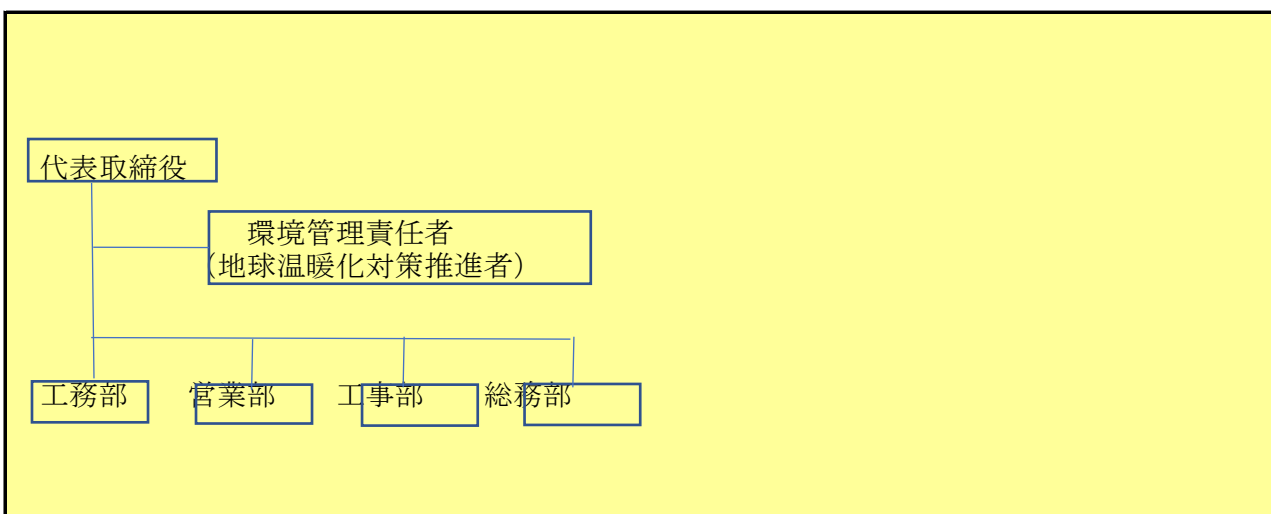 代表取締役
環境管理責任者
(地球温暖化対策推進者)
工務部 営業部 工事部 総務部